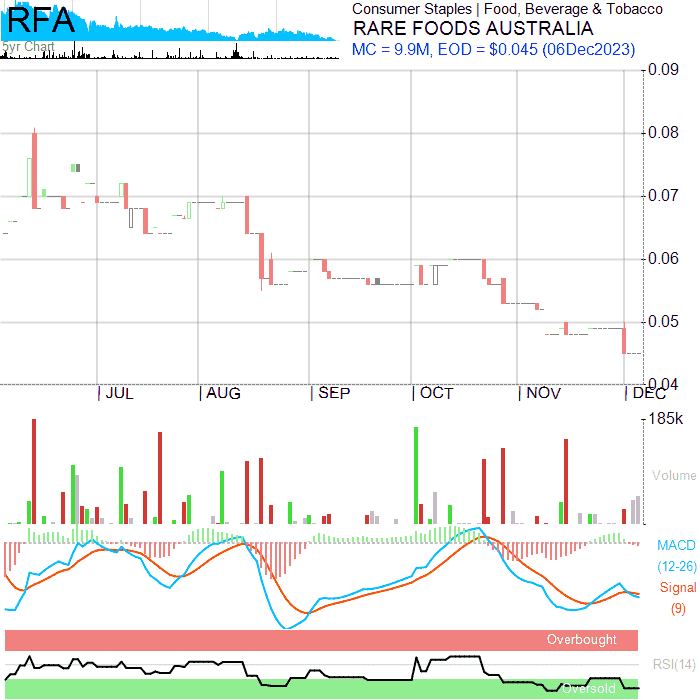 RFA
5yr Chart
Consumer Staples | Food, Beverage & Tobacco
RARE FOODS AUSTRALIA
MC = 9.9M, EOD = $0.045 (06Dec2023)
0.09
0.08
0.07
0.06
0.05
0.04
JUL AUG SEP OCT NOV DEC
185k
Volume
MACD
(12-26)
Signal
(9)
Overbought
RSI(14)
Oversold